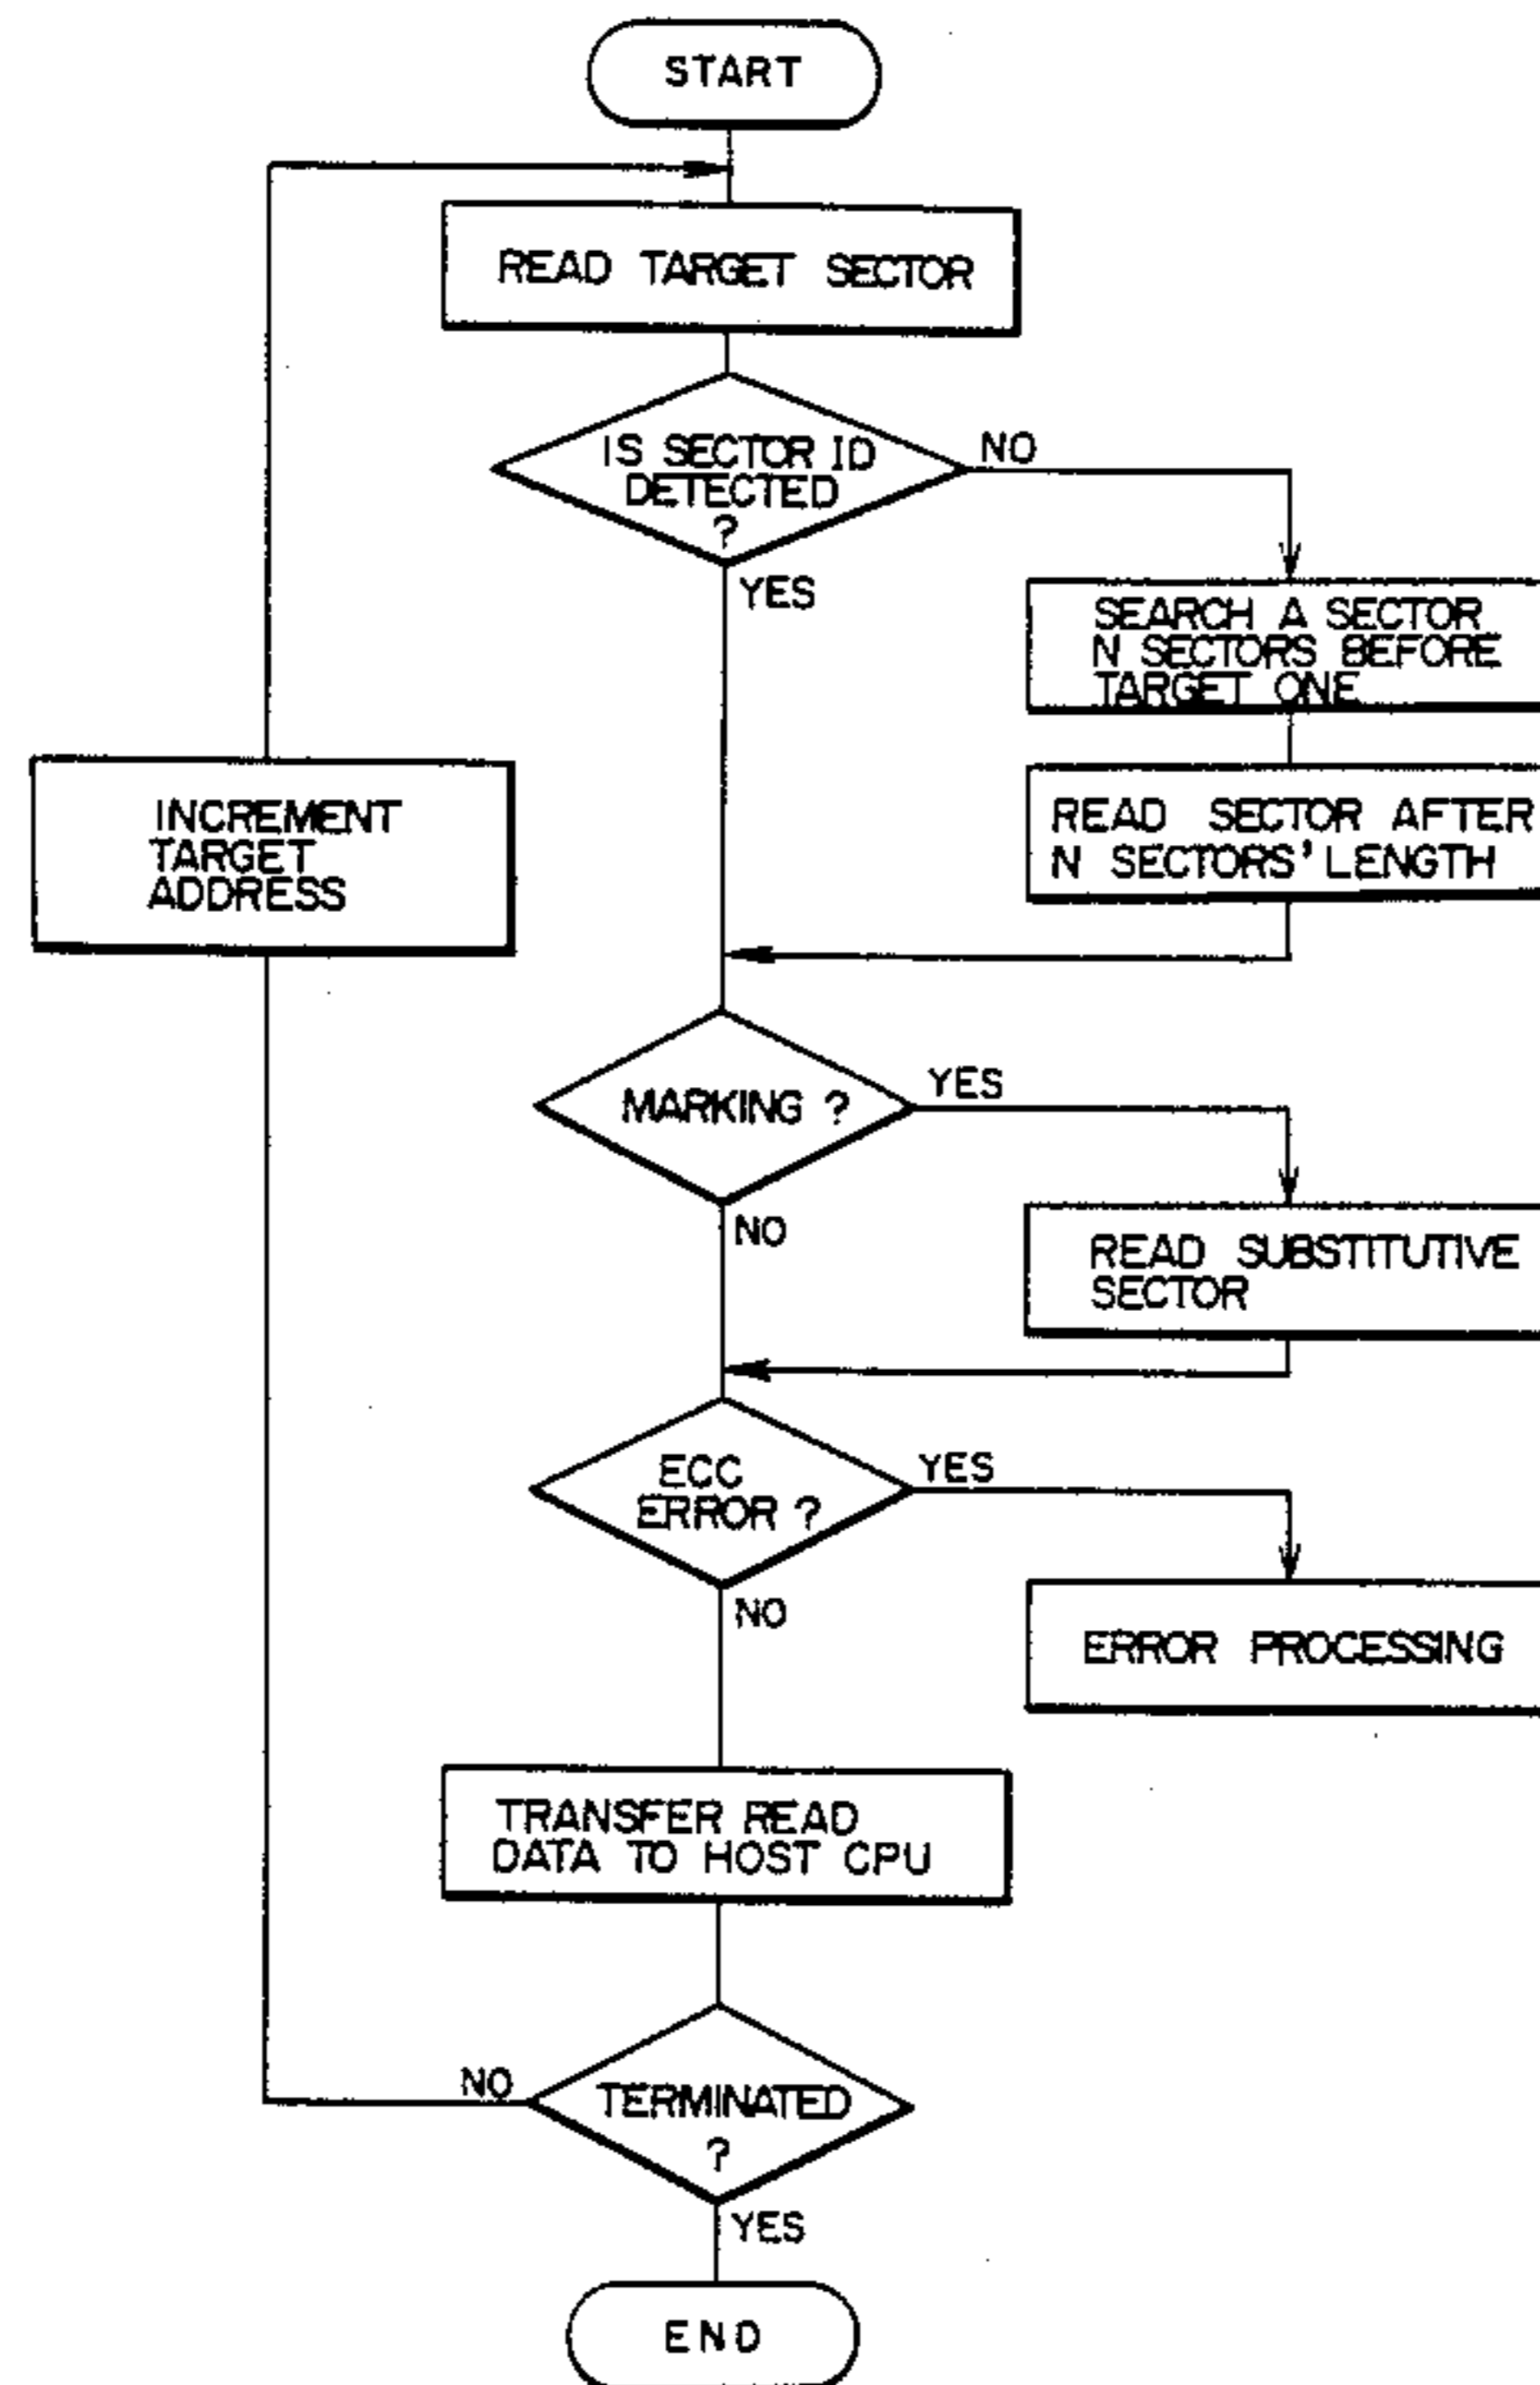 START
READ TARGET SECTOR
IS SECTOR ID
DETECTED
?
NO
YES
SEARCH A SECTOR
N SECTORS BEFORE
TARGET ONE
READ SECTOR AFTER
N SECTORS' LENGTH
INCREMENT
TARGET
ADDRESS
MARKING ?
YES
NO
READ SUBSTITUTIVE
SECTOR
ECC
ERROR ?
YES
NO
ERROR PROCESSING
TRANSFER READ
DATA TO HOST CPU
TERMINATED
?
NO
YES
END